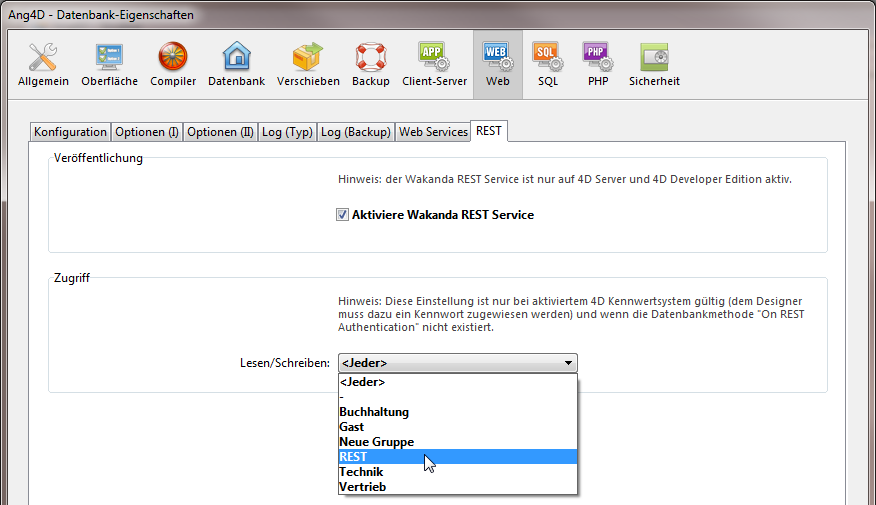 Ang4D - Datenbank-Eigenschaften
APP WEB SQL PHP
Allgemein Oberfläche Compiler Datenbank Verschieben Backup Client-Server Web SQL PHP Sicherheit
Konfiguration Optionen (I) Optionen (II) Log (Typ) Log (Backup) Web Services REST
Veröffentlichung
Hinweis: der Wakanda REST Service ist nur auf 4D Server und 4D Developer Edition aktiv.
Aktiviere Wakanda REST Service
Zugriff
Hinweis: Diese Einstellung ist nur bei aktiviertem 4D Kennwertsystem gültig (dem Designer
muss dazu ein Kennwort zugewiesen werden) und wenn die Datenbankmethode "On REST
Authentication" nicht existiert.
Lesen/Schreiben: <Jeder>
<Jeder>
-
Buchhaltung
Gast
Neue Gruppe
REST
Technik
Vertrieb